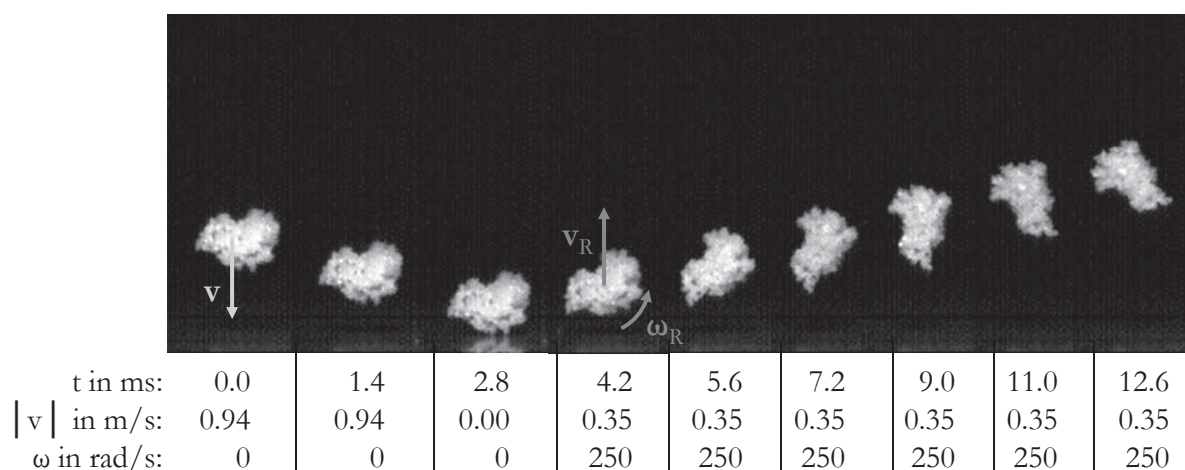 v
v_R
ω_R
t in ms: 0.0 1.4 2.8 4.2 5.6 7.2 9.0 11.0 12.6
|v| in m/s: 0.94 0.94 0.00 0.35 0.35 0.35 0.35 0.35 0.35
ω in rad/s: 0 0 0 250 250 250 250 250 250